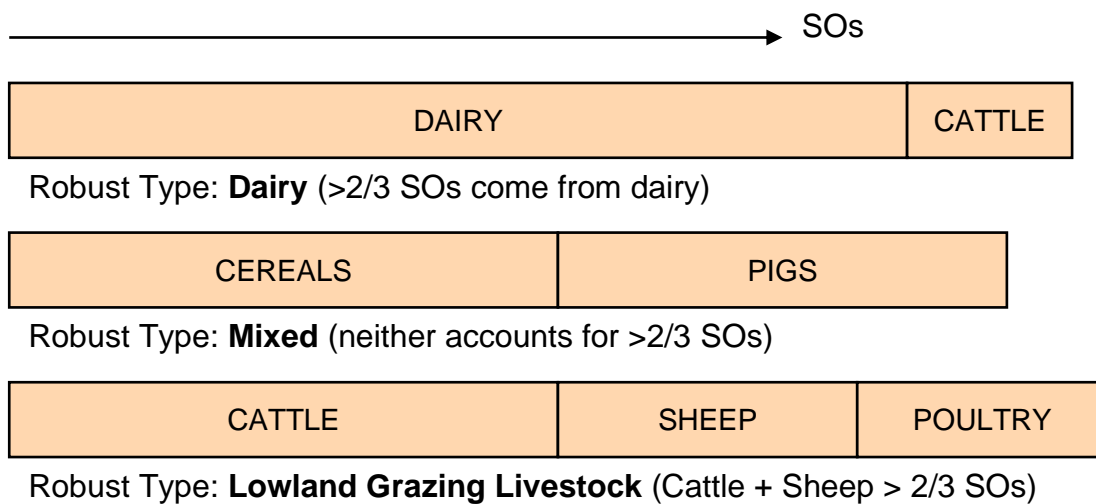 SOs
DAIRY CATTLE
Robust Type: Dairy (>2/3 SOs come from dairy)
CEREALS PIGS
Robust Type: Mixed (neither accounts for >2/3 SOs)
CATTLE SHEEP POULTRY
Robust Type: Lowland Grazing Livestock (Cattle + Sheep > 2/3 SOs)